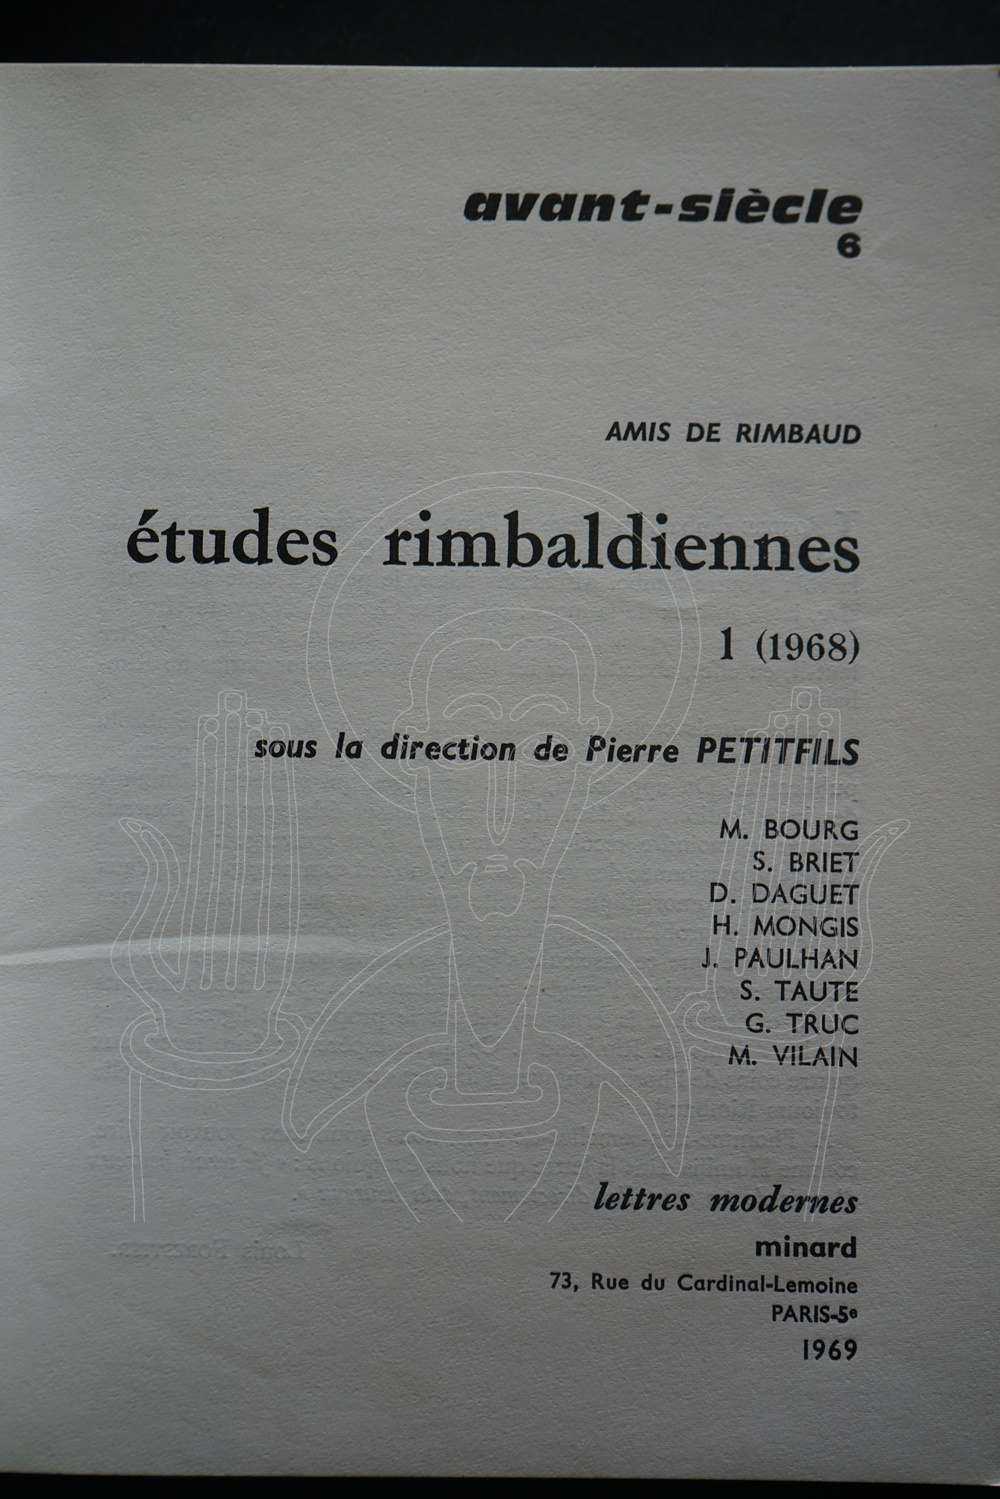 avant-siècle
6
AMIS DE RIMBAUD
études rimbaldiennes
1 (1968)
sous la direction de Pierre PETITFILS
M. BOURG
S. BRIET
D. DAGUET
H. MONGIS
J. PAULHAN
S. TAUTE
G. TRUC
M. VILAIN
lettres modernes
minard
73, Rue du Cardinal-Lemoine
PARIS-5e
1969